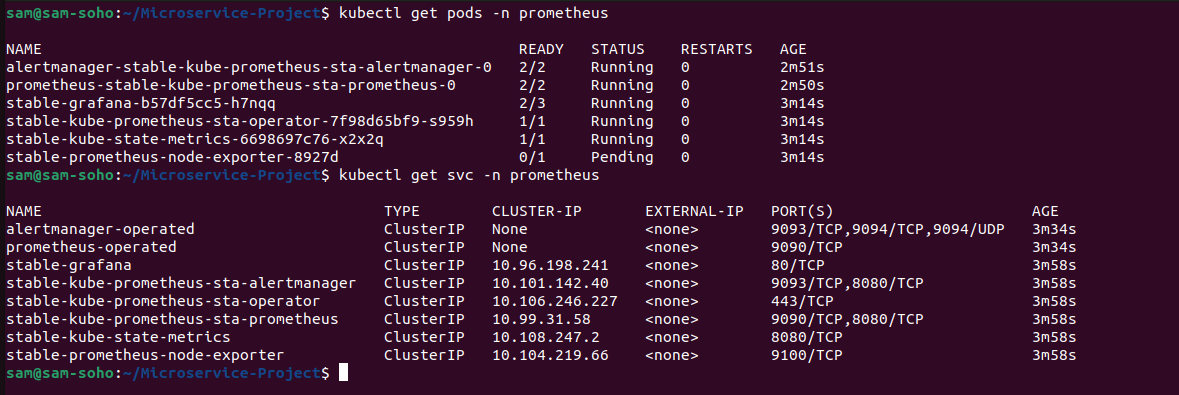 sam@sam-soho:~/Microservice-Project$ kubectl get pods -n prometheus
NAME READY STATUS RESTARTS AGE
alertmanager-stable-kube-prometheus-sta-alertmanager-0 2/2 Running 0 2m51s
prometheus-stable-kube-prometheus-sta-prometheus-0 2/2 Running 0 2m50s
stable-grafana-b57df5cc5-h7nqq 2/3 Running 0 3m14s
stable-kube-prometheus-sta-operator-7f98d65bf9-s959h 1/1 Running 0 3m14s
stable-kube-state-metrics-6698697c76-x2x2q 1/1 Running 0 3m14s
stable-prometheus-node-exporter-8927d 0/1 Pending 0 3m14s
sam@sam-soho:~/Microservice-Project$ kubectl get svc -n prometheus
NAME TYPE CLUSTER-IP EXTERNAL-IP PORT(S) AGE
alertmanager-operated ClusterIP None <none> 9093/TCP,9094/TCP,9094/UDP 3m34s
prometheus-operated ClusterIP None <none> 9090/TCP 3m34s
stable-grafana ClusterIP 10.96.198.241 <none> 80/TCP 3m58s
stable-kube-prometheus-sta-alertmanager ClusterIP 10.101.142.40 <none> 9093/TCP,8080/TCP 3m58s
stable-kube-prometheus-sta-operator ClusterIP 10.106.246.227 <none> 443/TCP 3m58s
stable-kube-prometheus-sta-prometheus ClusterIP 10.99.31.58 <none> 9090/TCP,8080/TCP 3m58s
stable-kube-state-metrics ClusterIP 10.108.247.2 <none> 8080/TCP 3m58s
stable-prometheus-node-exporter ClusterIP 10.104.219.66 <none> 9100/TCP 3m58s
sam@sam-soho:~/Microservice-Project$